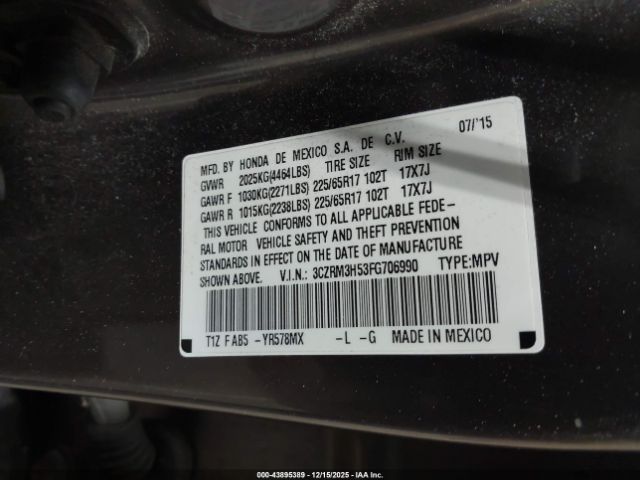 07/'15
MFD. BY HONDA DE MEXICO S.A. DE C.V.
GVWR 2025KG(4464LBS) TIRE SIZE RIM SIZE
GAWR F 1030KG(2271LBS) 225/65R17 102T 17X7J
GAWR R 1015KG(2238LBS) 225/65R17 102T 17X7J
THIS VEHICLE CONFORMS TO ALL APPLICABLE FEDE-
RAL MOTOR VEHICLE SAFETY AND THEFT PREVENTION
STANDARDS IN EFFECT ON THE DATE OF MANUFACTURE
SHOWN ABOVE. V.I.N.: 3CZRM3H53FG706990 TYPE:MPV
T1Z F AB5 -YR578MX -L -G MADE IN MEXICO
000-43895389 - 12/15/2025 - IAA Inc.